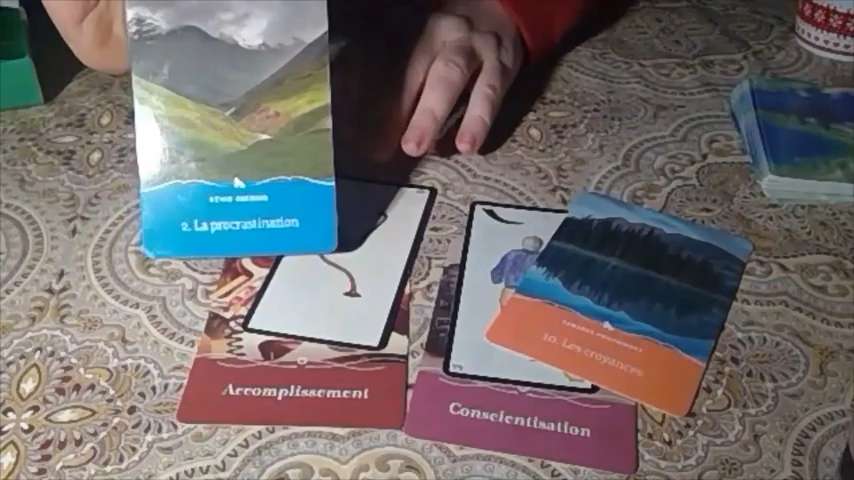 2. La procrastination
10. Les croyances
Accomplissement
Conscientisation